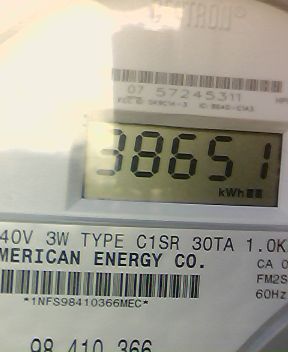 07 57245311
38651
kWh
40V 3W TYPE C1SR 30TA 1.0K
MERICAN ENERGY CO.
CA 0
FM2S
60Hz
*1NFS98410366MEC*
98 410 366